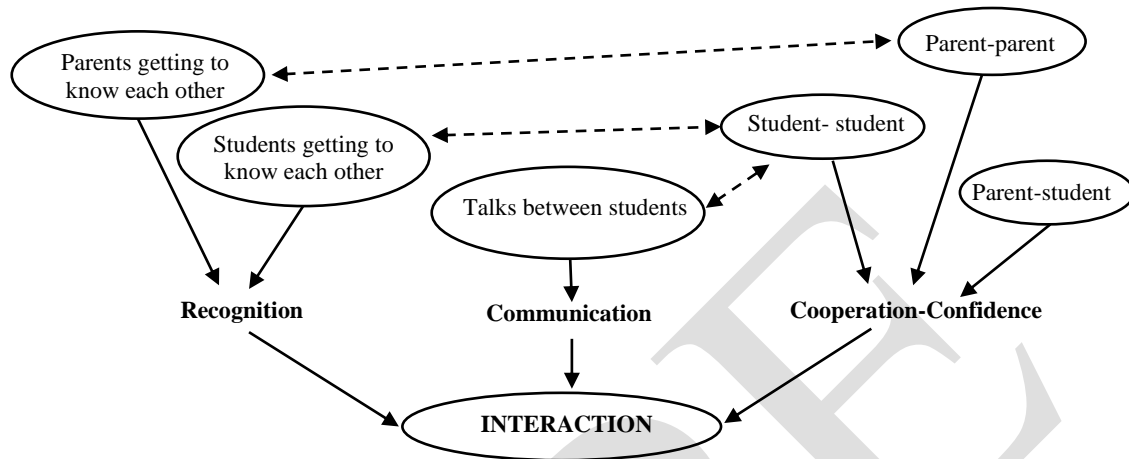 Parents getting to
know each other
Parent-parent
Students getting to
know each other
Student- student
Talks between students
Parent-student
Recognition
Communication
Cooperation-Confidence
INTERACTION